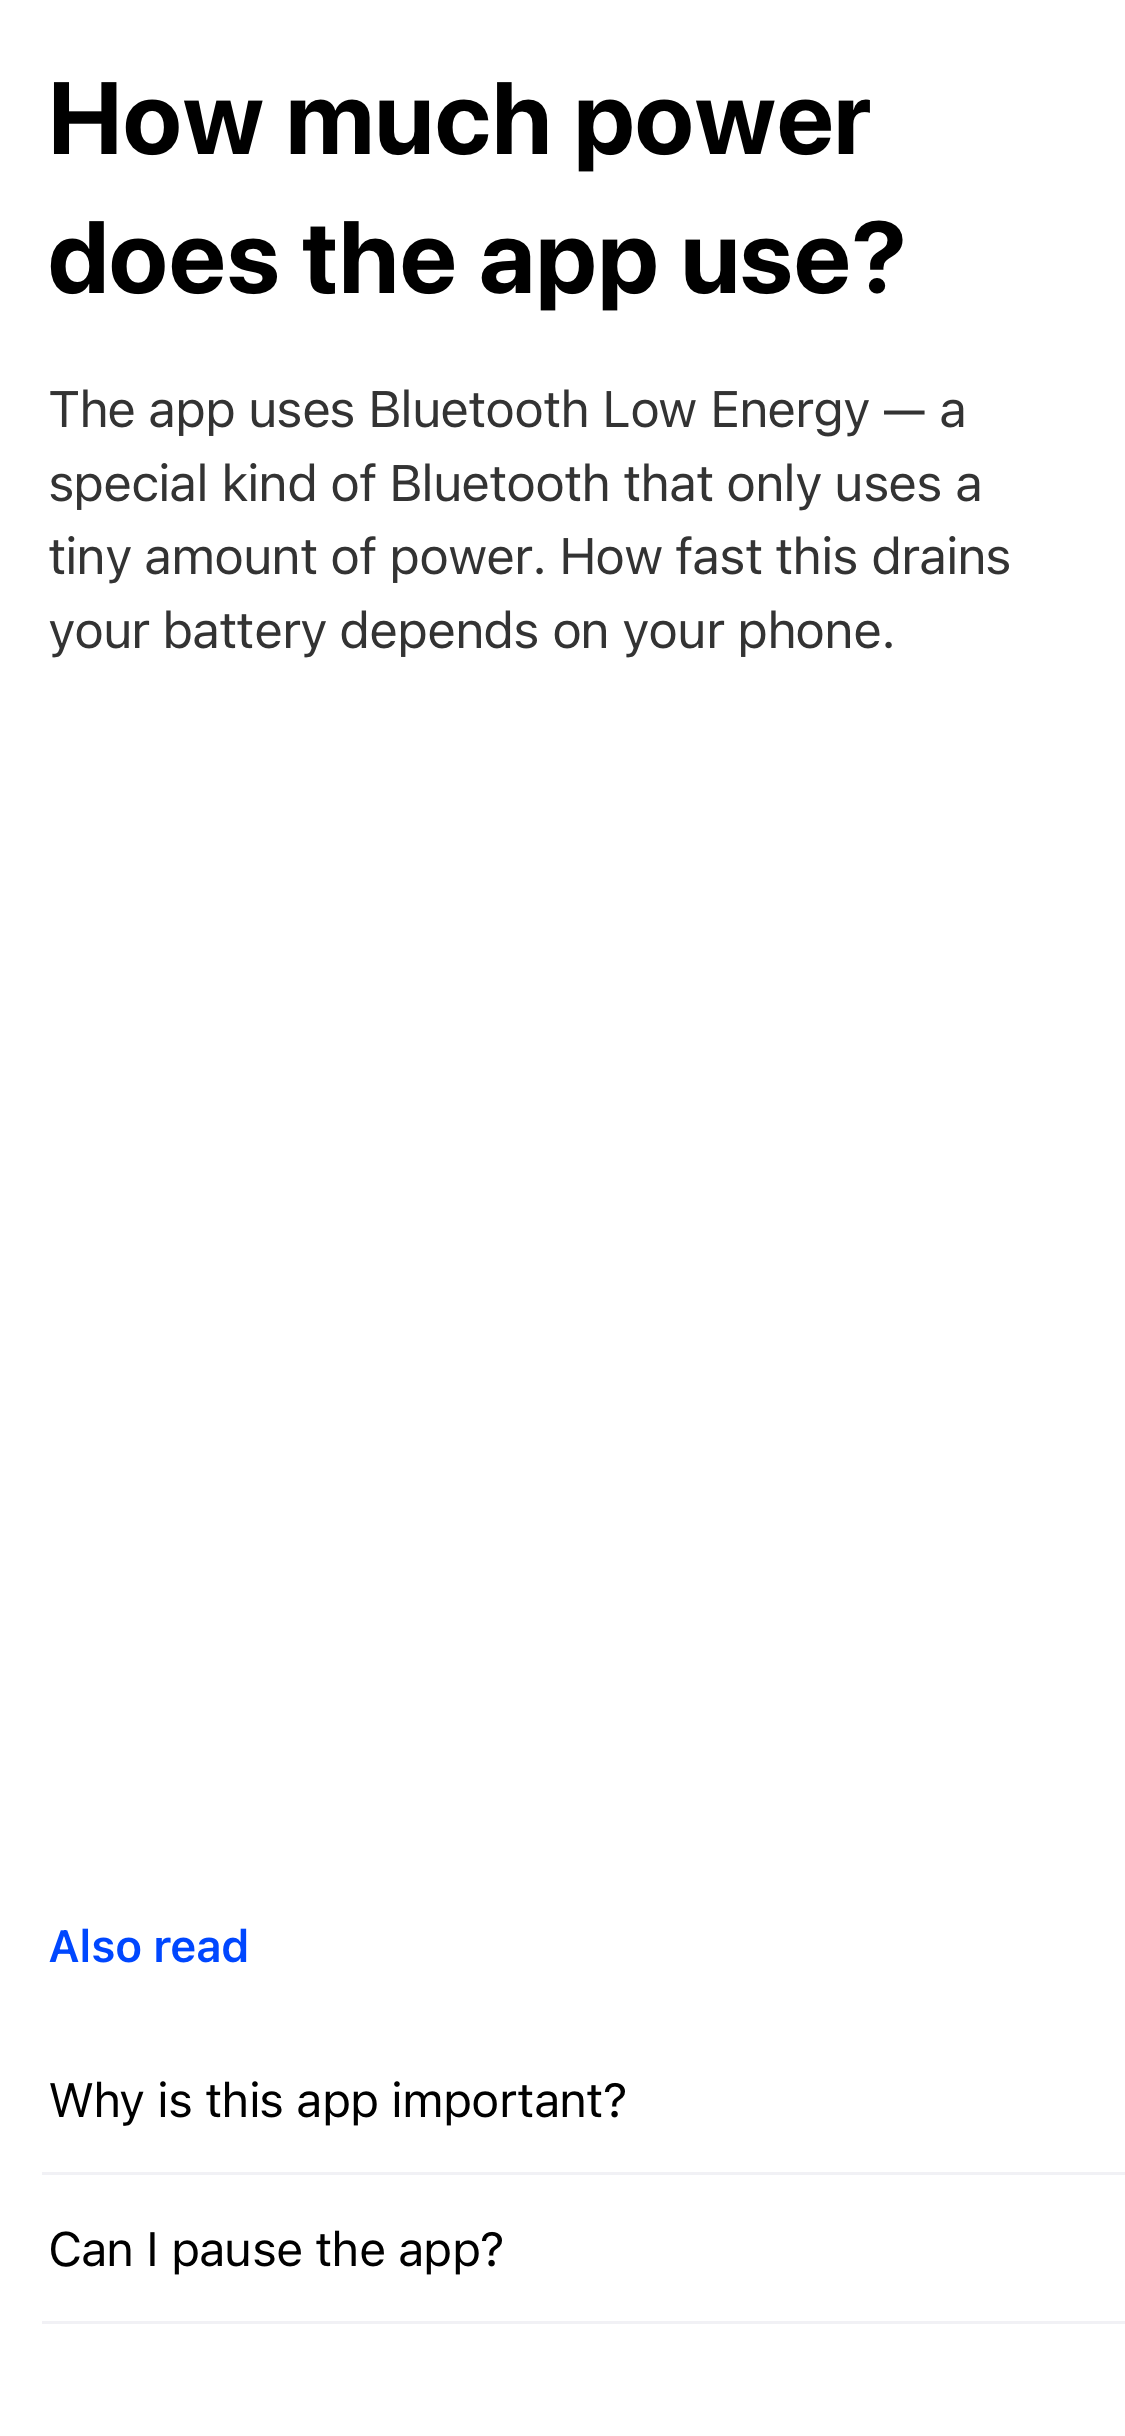 How much power
does the app use?
The app uses Bluetooth Low Energy — a
special kind of Bluetooth that only uses a
tiny amount of power. How fast this drains
your battery depends on your phone.
Also read
Why is this app important?
Can I pause the app?